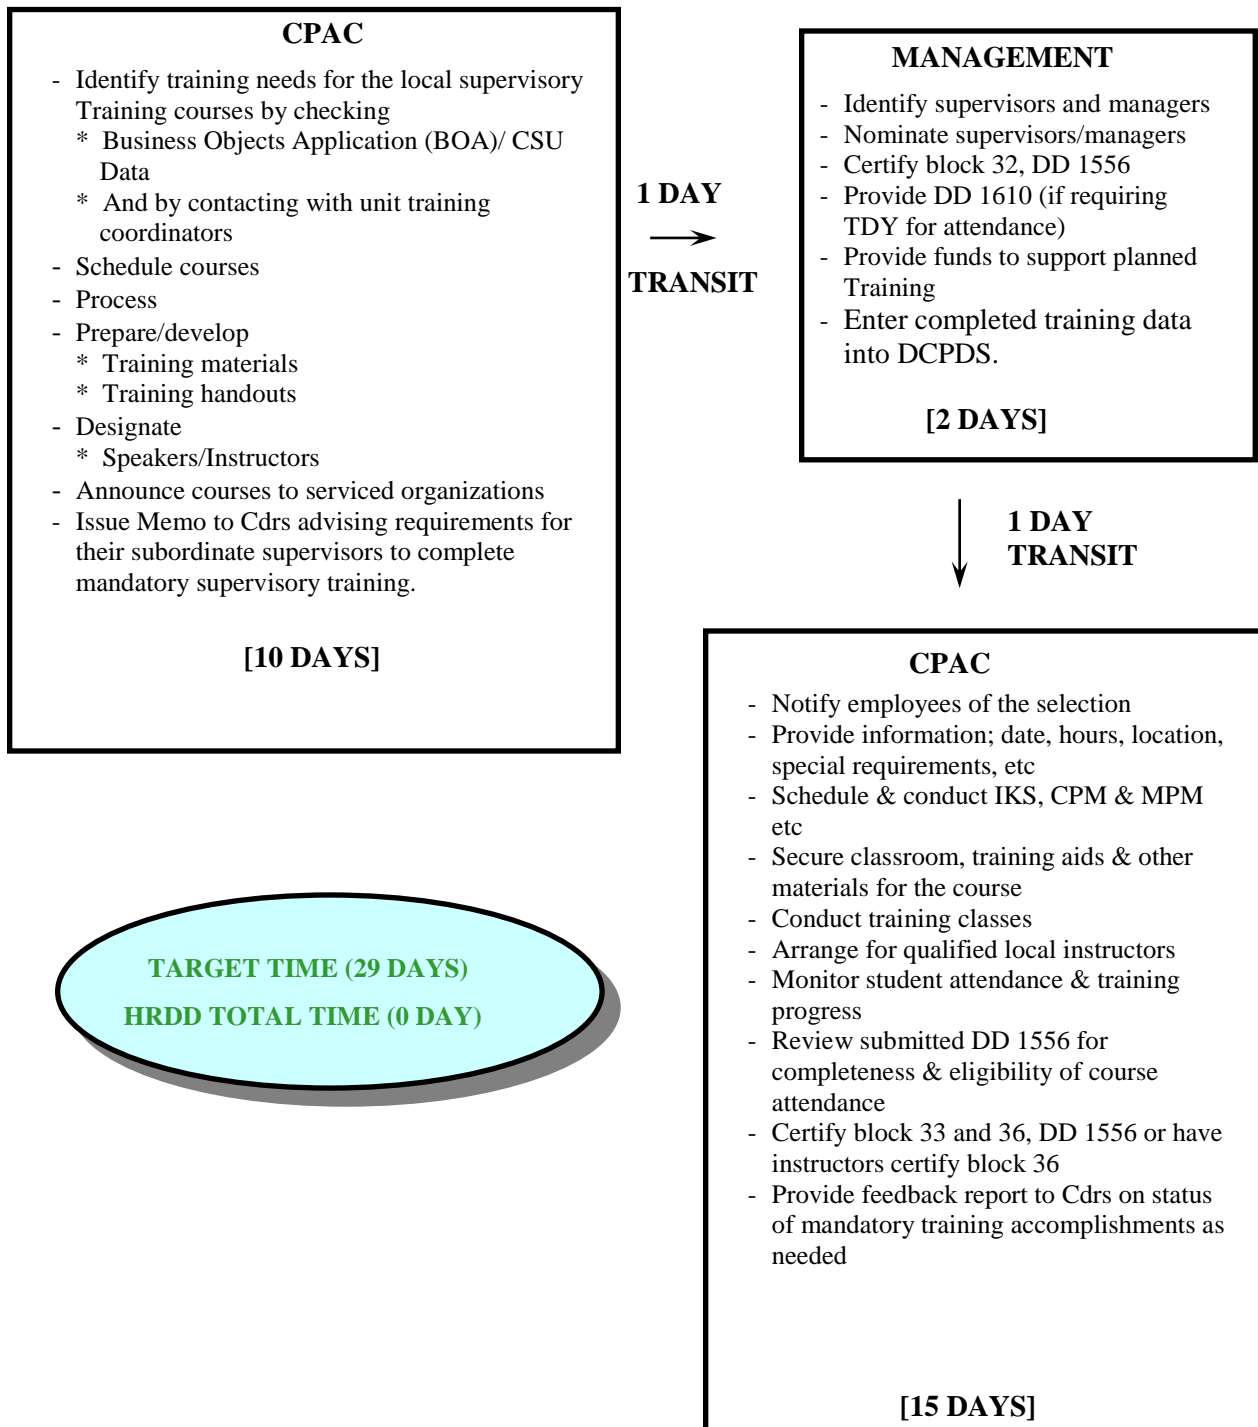 CPAC
- Identify training needs for the local supervisory
Training courses by checking
* Business Objects Application (BOA)/ CSU
Data
* And by contacting with unit training
coordinators
- Schedule courses
- Process
- Prepare/develop
* Training materials
* Training handouts
- Designate
* Speakers/Instructors
- Announce courses to serviced organizations
- Issue Memo to Cdrs advising requirements for
their subordinate supervisors to complete
mandatory supervisory training.
[10 DAYS]
1 DAY
TRANSIT
MANAGEMENT
- Identify supervisors and managers
- Nominate supervisors/managers
- Certify block 32, DD 1556
- Provide DD 1610 (if requiring
TDY for attendance)
- Provide funds to support planned
Training
- Enter completed training data
into DCPDS.
[2 DAYS]
1 DAY
TRANSIT
CPAC
- Notify employees of the selection
- Provide information; date, hours, location,
special requirements, etc
- Schedule & conduct IKS, CPM & MPM
etc
- Secure classroom, training aids & other
materials for the course
- Conduct training classes
- Arrange for qualified local instructors
- Monitor student attendance & training
progress
- Review submitted DD 1556 for
completeness & eligibility of course
attendance
- Certify block 33 and 36, DD 1556 or have
instructors certify block 36
- Provide feedback report to Cdrs on status
of mandatory training accomplishments as
needed
[15 DAYS]
TARGET TIME (29 DAYS)
HRDD TOTAL TIME (0 DAY)